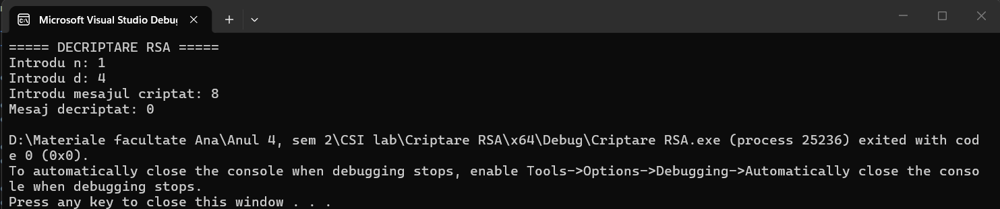 Microsoft Visual Studio Debug
===== DECRIPTARE RSA =====
Introdu n: 1
Introdu d: 4
Introdu mesajul criptat: 8
Mesaj decriptat: 0
D:\Materiale facultate Ana\Anul 4, sem 2\CSI lab\Criptare RSA\x64\Debug\Criptare RSA.exe (process 25236) exited with cod
e 0 (0x0).
To automatically close the console when debugging stops, enable Tools->Options->Debugging->Automatically close the conso
le when debugging stops.
Press any key to close this window . . .